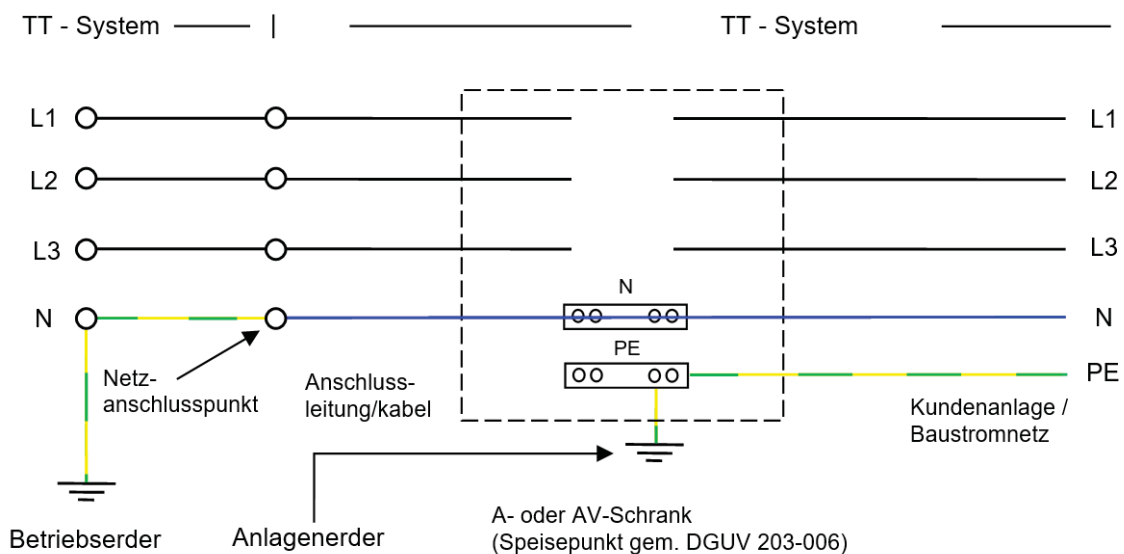 TT - System
TT - System
L1
L1
L2
L2
L3
L3
N
N
N
PE
PE
Netz-
anschlusspunkt
Anschluss-
leitung/kabel
Kundenanlage /
Baustromnetz
Betriebserder
Anlagenerder
A- oder AV-Schrank
(Speisepunkt gem. DGUV 203-006)